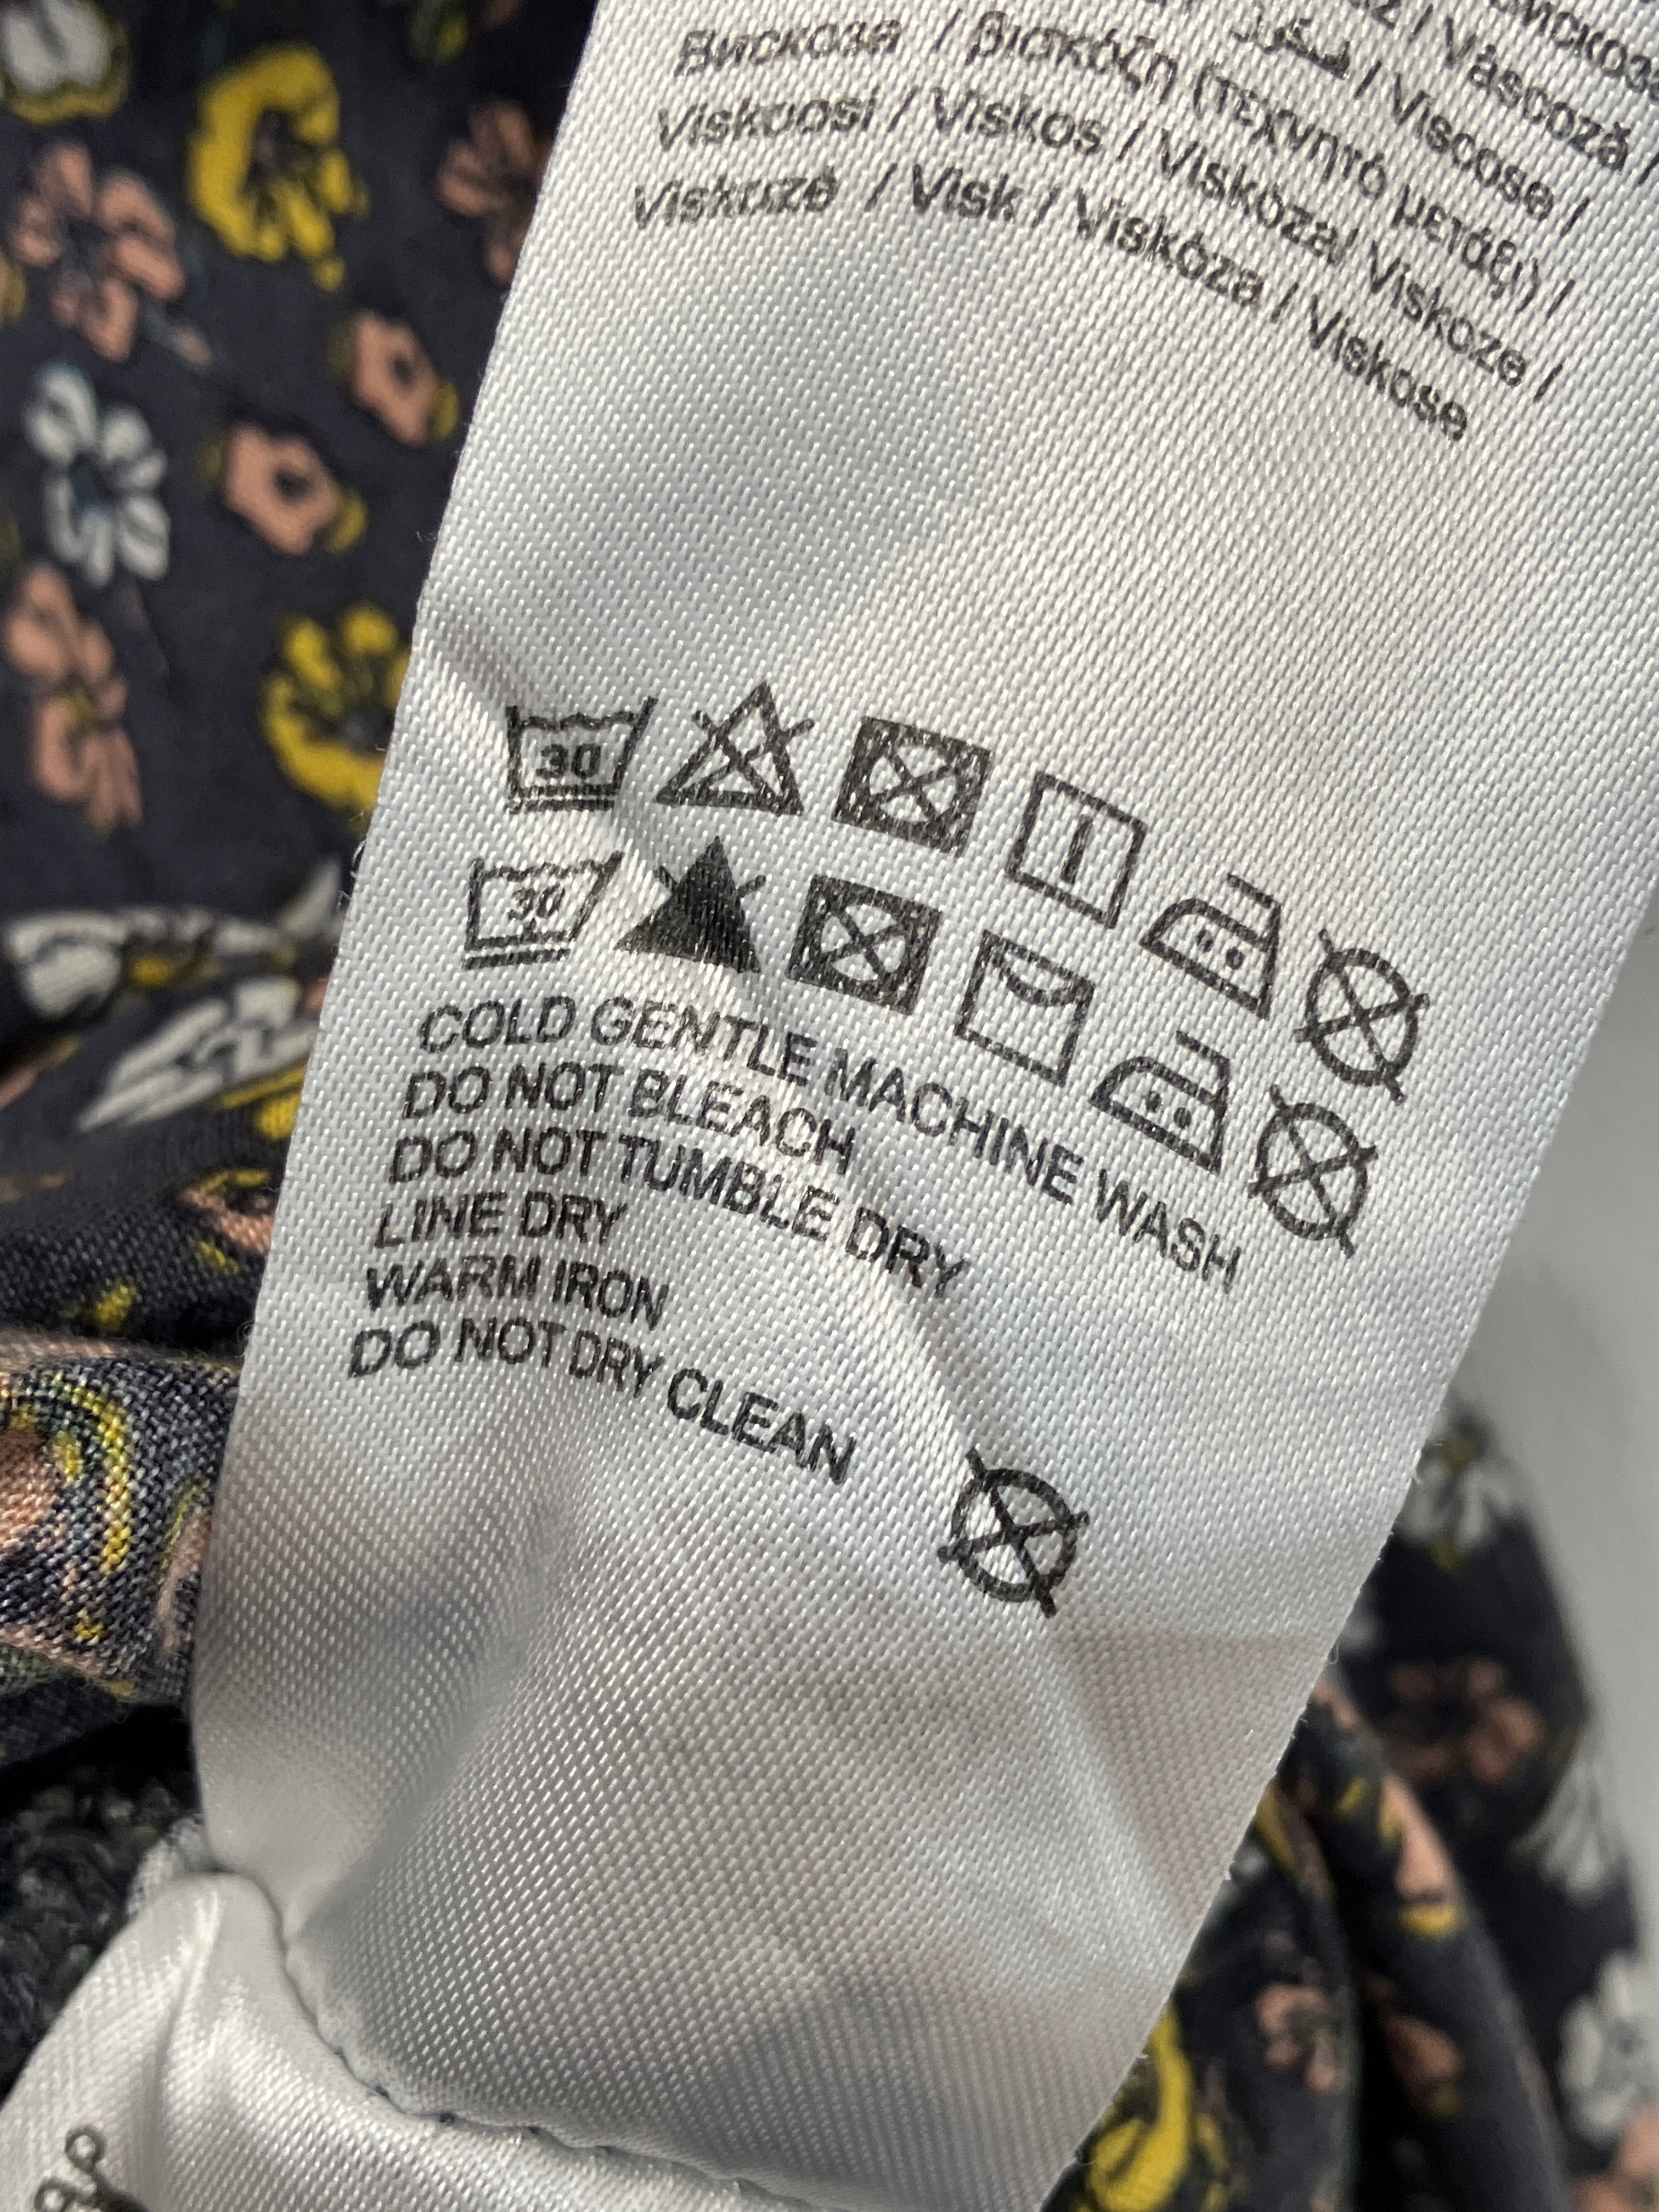 Вискоза / βισκόζη (τεχνητό μετάξι) /
Viskoosi / Viskos / Viskoza/ Viskoze /
Viskozė / Visk / Viskóza / Viskose
30
30
COLD GENTLE MACHINE WASH
DO NOT BLEACH
DO NOT TUMBLE DRY
LINE DRY
WARM IRON
DO NOT DRY CLEAN